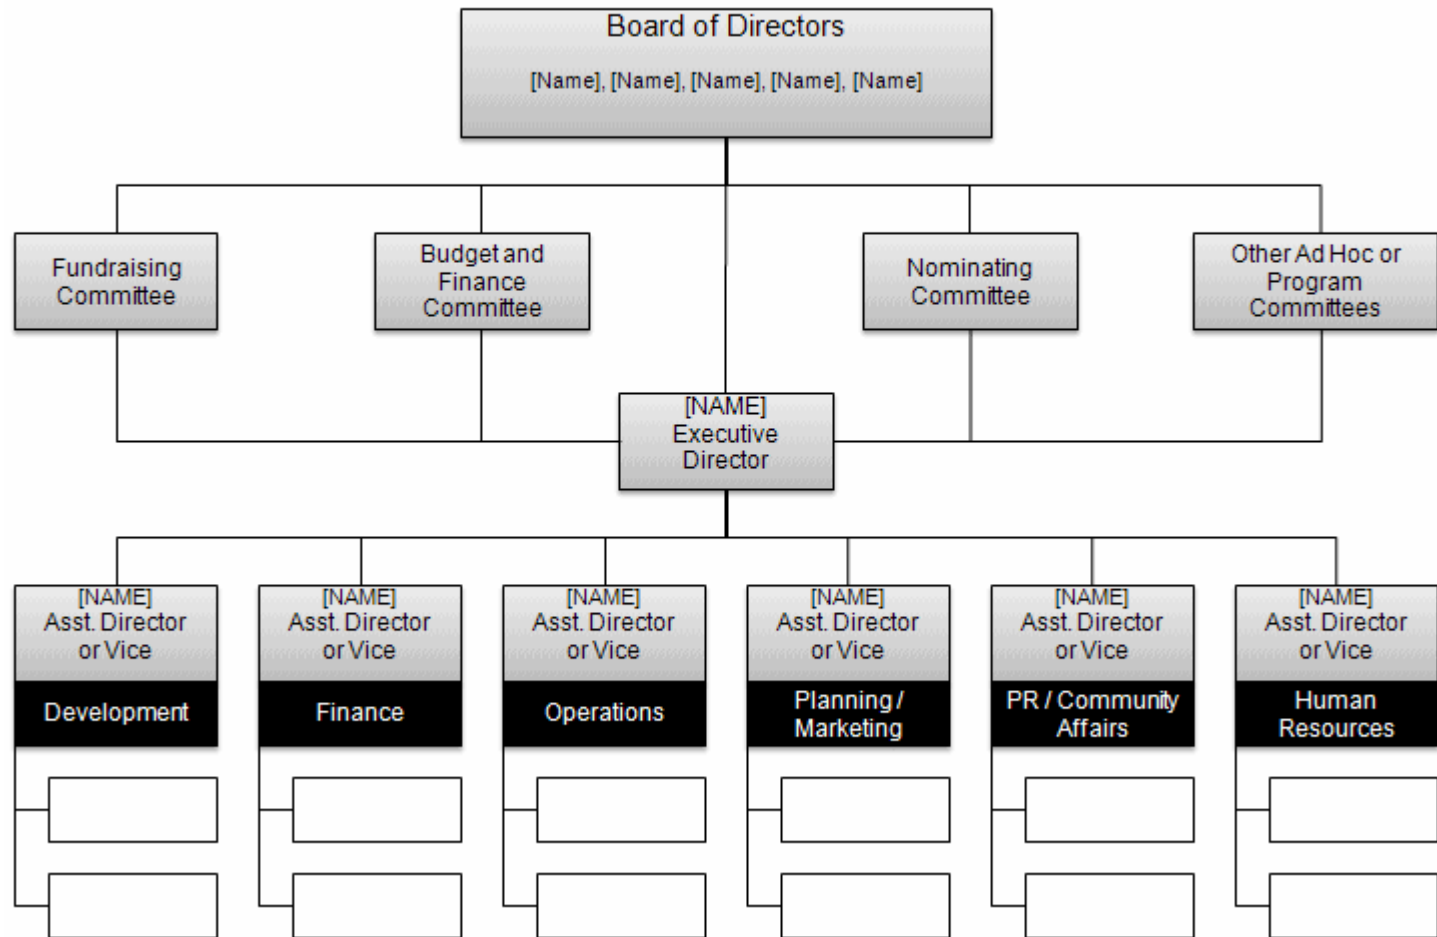 Board of Directors
[Name], [Name], [Name], [Name], [Name]
Fundraising
Committee
Budget and
Finance
Committee
Nominating
Committee
Other Ad Hoc or
Program
Committees
[NAME]
Executive
Director
[NAME]
Asst. Director
or Vice
Development
[NAME]
Asst. Director
or Vice
Finance
[NAME]
Asst. Director
or Vice
Operations
[NAME]
Asst. Director
or Vice
Planning /
Marketing
[NAME]
Asst. Director
or Vice
PR / Community
Affairs
[NAME]
Asst. Director
or Vice
Human
Resources